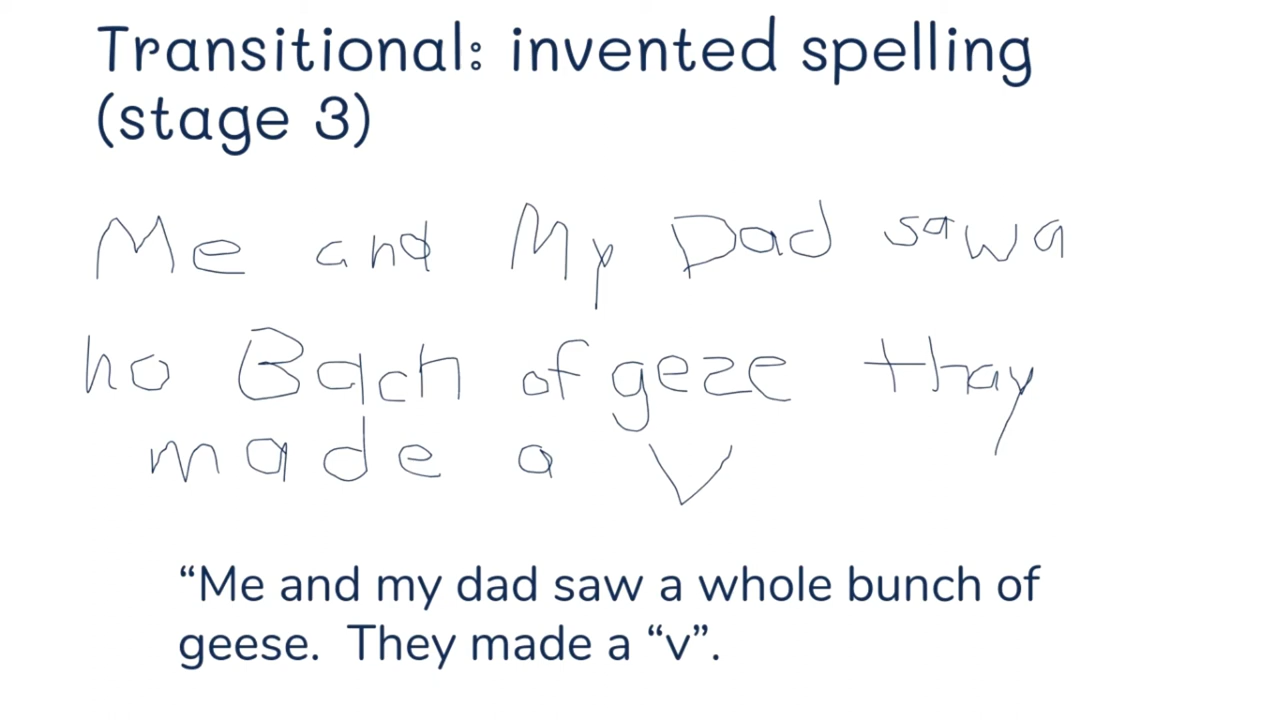 Transitional: invented spelling
(stage 3)
Me and My Dad saw a
ho Bach of geze thay
made a V
“Me and my dad saw a whole bunch of
geese.  They made a “v”.